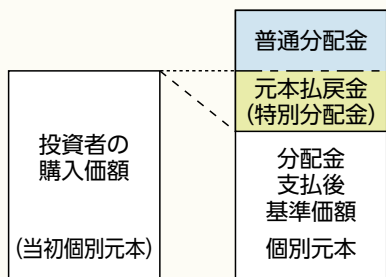 投資者の
購入価額
(当初個別元本)
普通分配金
元本払戻金
(特別分配金)
分配金
支払後
基準価額
個別元本